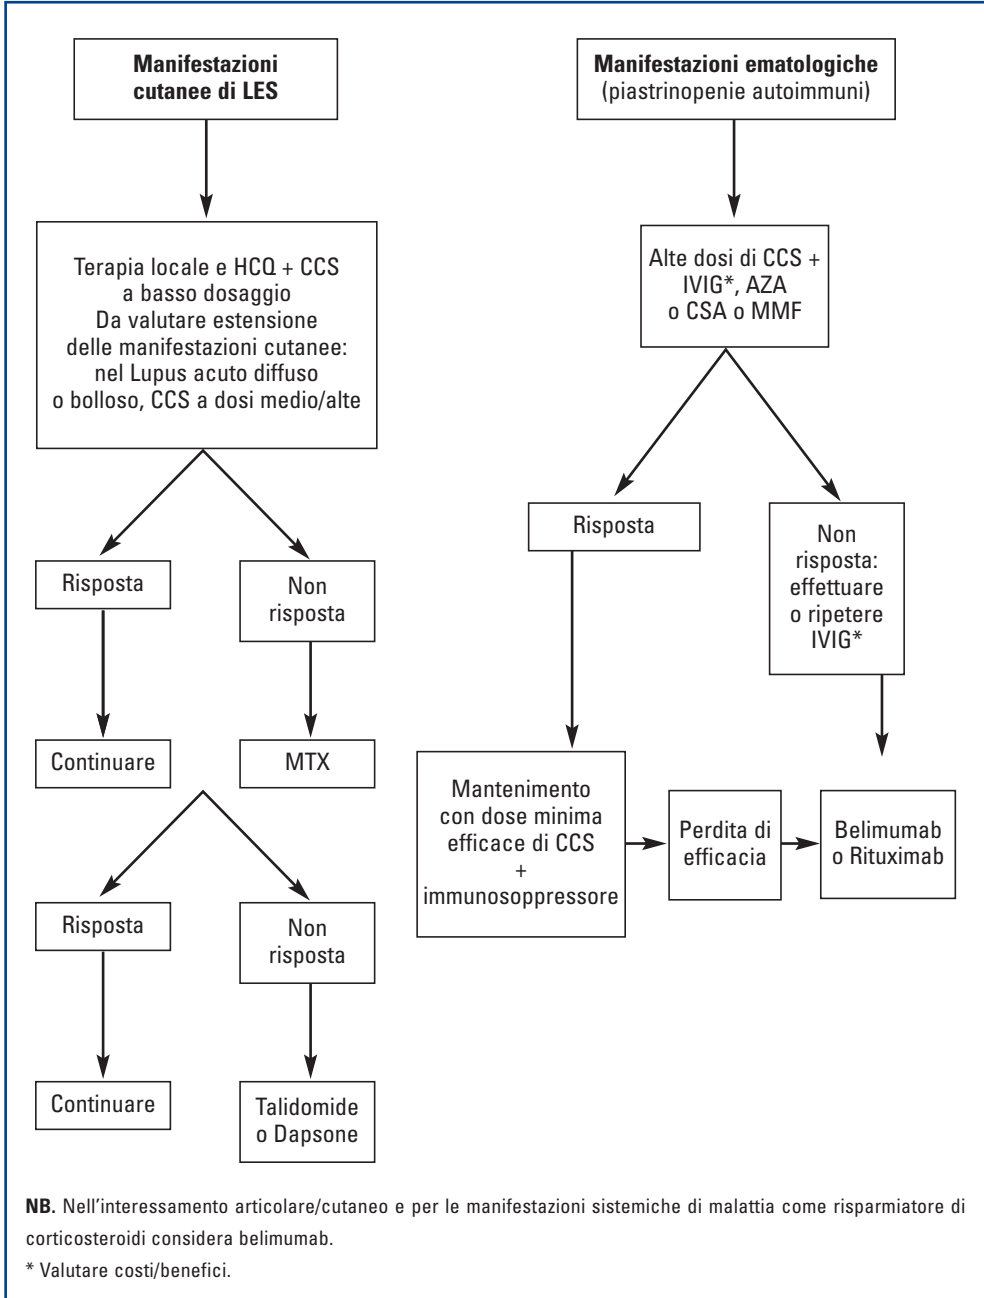 Manifestazioni
cutanee di LES
Terapia locale e HCQ + CCS
a basso dosaggio
Da valutare estensione
delle manifestazioni cutanee:
nel Lupus acuto diffuso
o bolloso, CCS a dosi medio/alte
Risposta
Non
risposta
Continuare
MTX
Risposta
Non
risposta
Continuare
Talidomide
o Dapsone
Manifestazioni ematologiche
(piastrinopenie autoimmuni)
Alte dosi di CCS +
IVIG*, AZA
o CSA o MMF
Risposta
Non
risposta:
effettuare
o ripetere
IVIG*
Mantenimento
con dose minima
efficace di CCS
+
immunosoppressore
Perdita di
efficacia
Belimumab
o Rituximab
NB. Nell'interessamento articolare/cutaneo e per le manifestazioni sistemiche di malattia come risparmiatore di
corticosteroidi considera belimumab.
* Valutare costi/benefici.